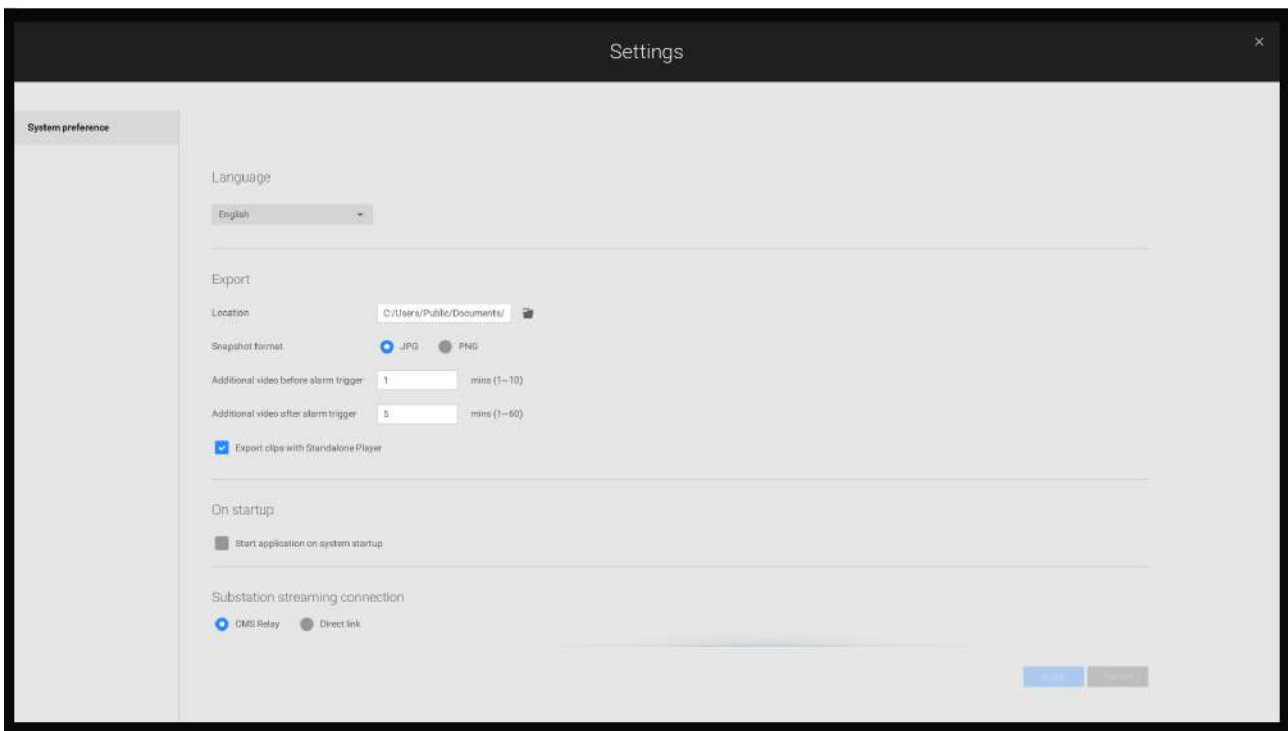 Settings
×
System preference
Language
English
Export
Location
C:/Users/Public/Documents/
Snapshot format
JPG
PNG
Additional video before alarm trigger
1
mins (1~10)
Additional video after alarm trigger
5
mins (1~60)
Export clips with Standalone Player
On startup
Start application on system startup
Substation streaming connection
CMS Relay
Direct link